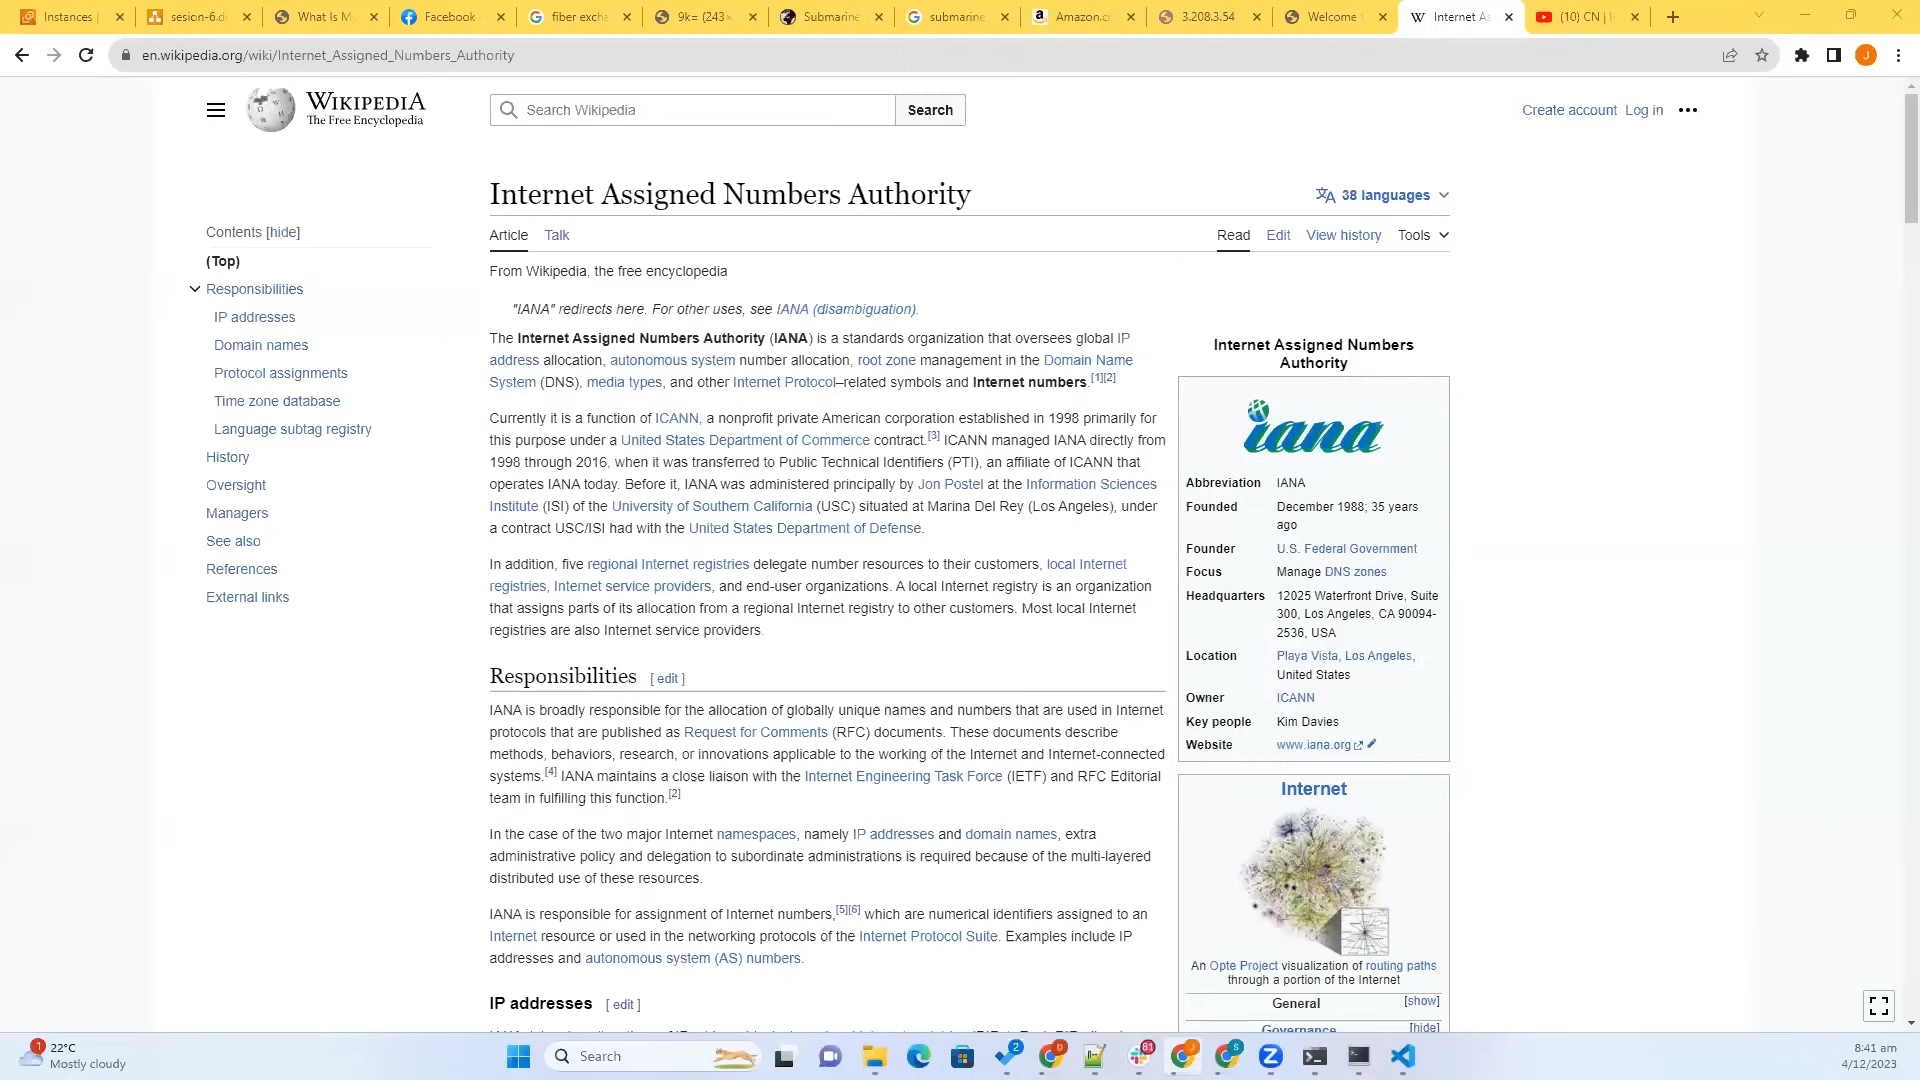 Instances |
sesion-6.d
What Is M
Facebook
fiber excha
9k= (243×
Submarine
submarine
Amazon.c
3.208.3.54
Welcome
Internet As
(10) CN |
en.wikipedia.org/wiki/Internet_Assigned_Numbers_Authority
J
WIKIPEDIA
The Free Encyclopedia
Search Wikipedia
Search
Create account Log in
Internet Assigned Numbers Authority
38 languages
Contents [hide]
Article Talk
Read Edit View history Tools
(Top)
Responsibilities
IP addresses
Domain names
Protocol assignments
Time zone database
Language subtag registry
History
Oversight
Managers
See also
References
External links
From Wikipedia, the free encyclopedia
"IANA" redirects here. For other uses, see IANA (disambiguation).
The Internet Assigned Numbers Authority (IANA) is a standards organization that oversees global IP
address allocation, autonomous system number allocation, root zone management in the Domain Name
System (DNS), media types, and other Internet Protocol–related symbols and Internet numbers.[1][2]
Currently it is a function of ICANN, a nonprofit private American corporation established in 1998 primarily for
this purpose under a United States Department of Commerce contract.[3] ICANN managed IANA directly from
1998 through 2016, when it was transferred to Public Technical Identifiers (PTI), an affiliate of ICANN that
operates IANA today. Before it, IANA was administered principally by Jon Postel at the Information Sciences
Institute (ISI) of the University of Southern California (USC) situated at Marina Del Rey (Los Angeles), under
a contract USC/ISI had with the United States Department of Defense.
In addition, five regional Internet registries delegate number resources to their customers, local Internet
registries, Internet service providers, and end-user organizations. A local Internet registry is an organization
that assigns parts of its allocation from a regional Internet registry to other customers. Most local Internet
registries are also Internet service providers.
Responsibilities [ edit ]
IANA is broadly responsible for the allocation of globally unique names and numbers that are used in Internet
protocols that are published as Request for Comments (RFC) documents. These documents describe
methods, behaviors, research, or innovations applicable to the working of the Internet and Internet-connected
systems.[4] IANA maintains a close liaison with the Internet Engineering Task Force (IETF) and RFC Editorial
team in fulfilling this function.[2]
In the case of the two major Internet namespaces, namely IP addresses and domain names, extra
administrative policy and delegation to subordinate administrations is required because of the multi-layered
distributed use of these resources.
IANA is responsible for assignment of Internet numbers,[5][6] which are numerical identifiers assigned to an
Internet resource or used in the networking protocols of the Internet Protocol Suite. Examples include IP
addresses and autonomous system (AS) numbers.
IP addresses [ edit ]
Internet Assigned Numbers
Authority
iana
Abbreviation IANA
Founded December 1988; 35 years
ago
Founder U.S. Federal Government
Focus Manage DNS zones
Headquarters 12025 Waterfront Drive, Suite
300, Los Angeles, CA 90094-
2536, USA
Location Playa Vista, Los Angeles,
United States
Owner ICANN
Key people Kim Davies
Website www.iana.org
Internet
An Opte Project visualization of routing paths
through a portion of the Internet
General [show]
Governance [hide]
1
22°C
Mostly cloudy
Search
2
D
81
J
S
8:41 am
4/12/2023